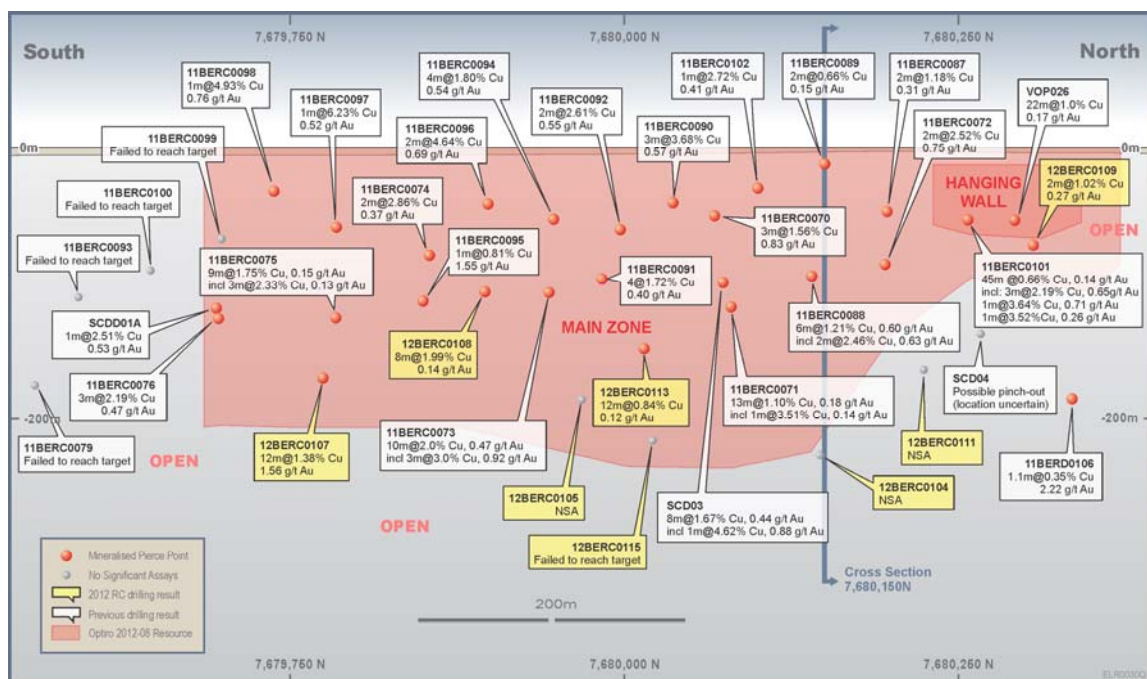 7,679,750 N
7,680,000 N
7,680,250 N
South
North
11BERC0098
1m@4.93% Cu
0.76 g/t Au
11BERC0097
1m@6.23% Cu
0.52 g/t Au
11BERC0094
4m@1.80% Cu
0.54 g/t Au
11BERC0092
2m@2.61% Cu
0.55 g/t Au
11BERC0102
1m@2.72% Cu
0.41 g/t Au
11BERC0089
2m@0.66% Cu
0.15 g/t Au
11BERC0087
2m@1.18% Cu
0.31 g/t Au
VOP026
22m@1.0% Cu
0.17 g/t Au
11BERC0099
Failed to reach target
11BERC0096
2m@4.64% Cu
0.69 g/t Au
11BERC0090
3m@3.68% Cu
0.57 g/t Au
11BERC0072
2m@2.52% Cu
0.75 g/t Au
0m
0m
12BERC0109
2m@1.02% Cu
0.27 g/t Au
HANGING
WALL
OPEN
11BERC0100
Failed to reach target
11BERC0074
2m@2.86% Cu
0.37 g/t Au
11BERC0070
3m@1.56% Cu
0.83 g/t Au
11BERC0093
Failed to reach target
11BERC0095
1m@0.81% Cu
1.55 g/t Au
11BERC0075
9m@1.75% Cu, 0.15 g/t Au
incl 3m@2.33% Cu, 0.13 g/t Au
11BERC0091
4@1.72% Cu
0.40 g/t Au
11BERC0101
45m @0.66% Cu, 0.14 g/t Au
incl: 3m@2.19% Cu, 0.65g/t Au
1m@3.64% Cu, 0.71 g/t Au
1m@3.52%Cu, 0.26 g/t Au
SCDD01A
1m@2.51% Cu
0.53 g/t Au
MAIN ZONE
11BERC0088
6m@1.21% Cu, 0.60 g/t Au
incl 2m@2.46% Cu, 0.63 g/t Au
12BERC0108
8m@1.99% Cu
0.14 g/t Au
11BERC0076
3m@2.19% Cu
0.47 g/t Au
12BERC0113
12m@0.84% Cu
0.12 g/t Au
11BERC0071
13m@1.10% Cu, 0.18 g/t Au
incl 1m@3.51% Cu, 0.14 g/t Au
SCD04
Possible pinch-out
(location uncertain)
-200m
-200m
11BERC0079
Failed to reach target
OPEN
12BERC0107
12m@1.38% Cu
1.56 g/t Au
11BERC0073
10m@2.0% Cu, 0.47 g/t Au
incl 3m@3.0% Cu, 0.92 g/t Au
12BERC0111
NSA
11BERD0106
1.1m@0.35% Cu
2.22 g/t Au
12BERC0105
NSA
12BERC0104
NSA
SCD03
8m@1.67% Cu, 0.44 g/t Au
incl 1m@4.62% Cu, 0.88 g/t Au
OPEN
12BERC0115
Failed to reach target
Mineralised Pierce Point
No Significant Assays
2012 RC drilling result
Previous drilling result
Optiro 2012-08 Resource
Cross Section
7,680,150N
200m
7,679,750 N
7,680,000 N
7,680,250 N